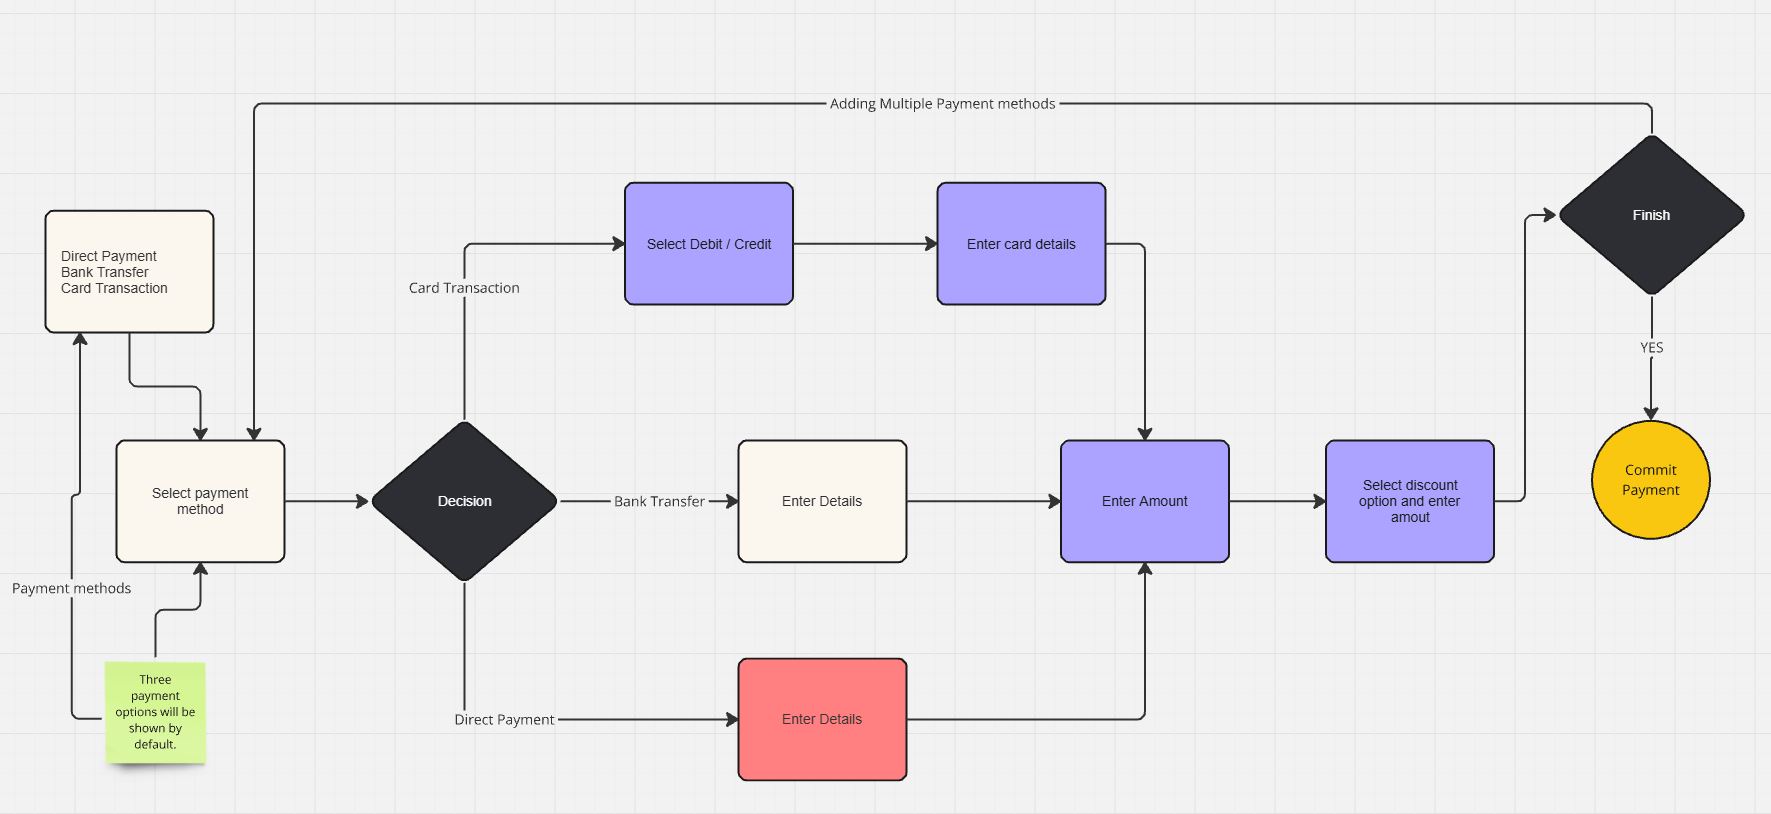 Adding Multiple Payment methods
Finish
Select Debit / Credit
Enter card details
Direct Payment
Bank Transfer
Card Transaction
Card Transaction
YES
Select payment
method
Decision
Bank Transfer
Enter Details
Enter Amount
Select discount
option and enter
amout
Commit
Payment
Payment methods
Three
payment
options will be
shown by
default.
Direct Payment
Enter Details